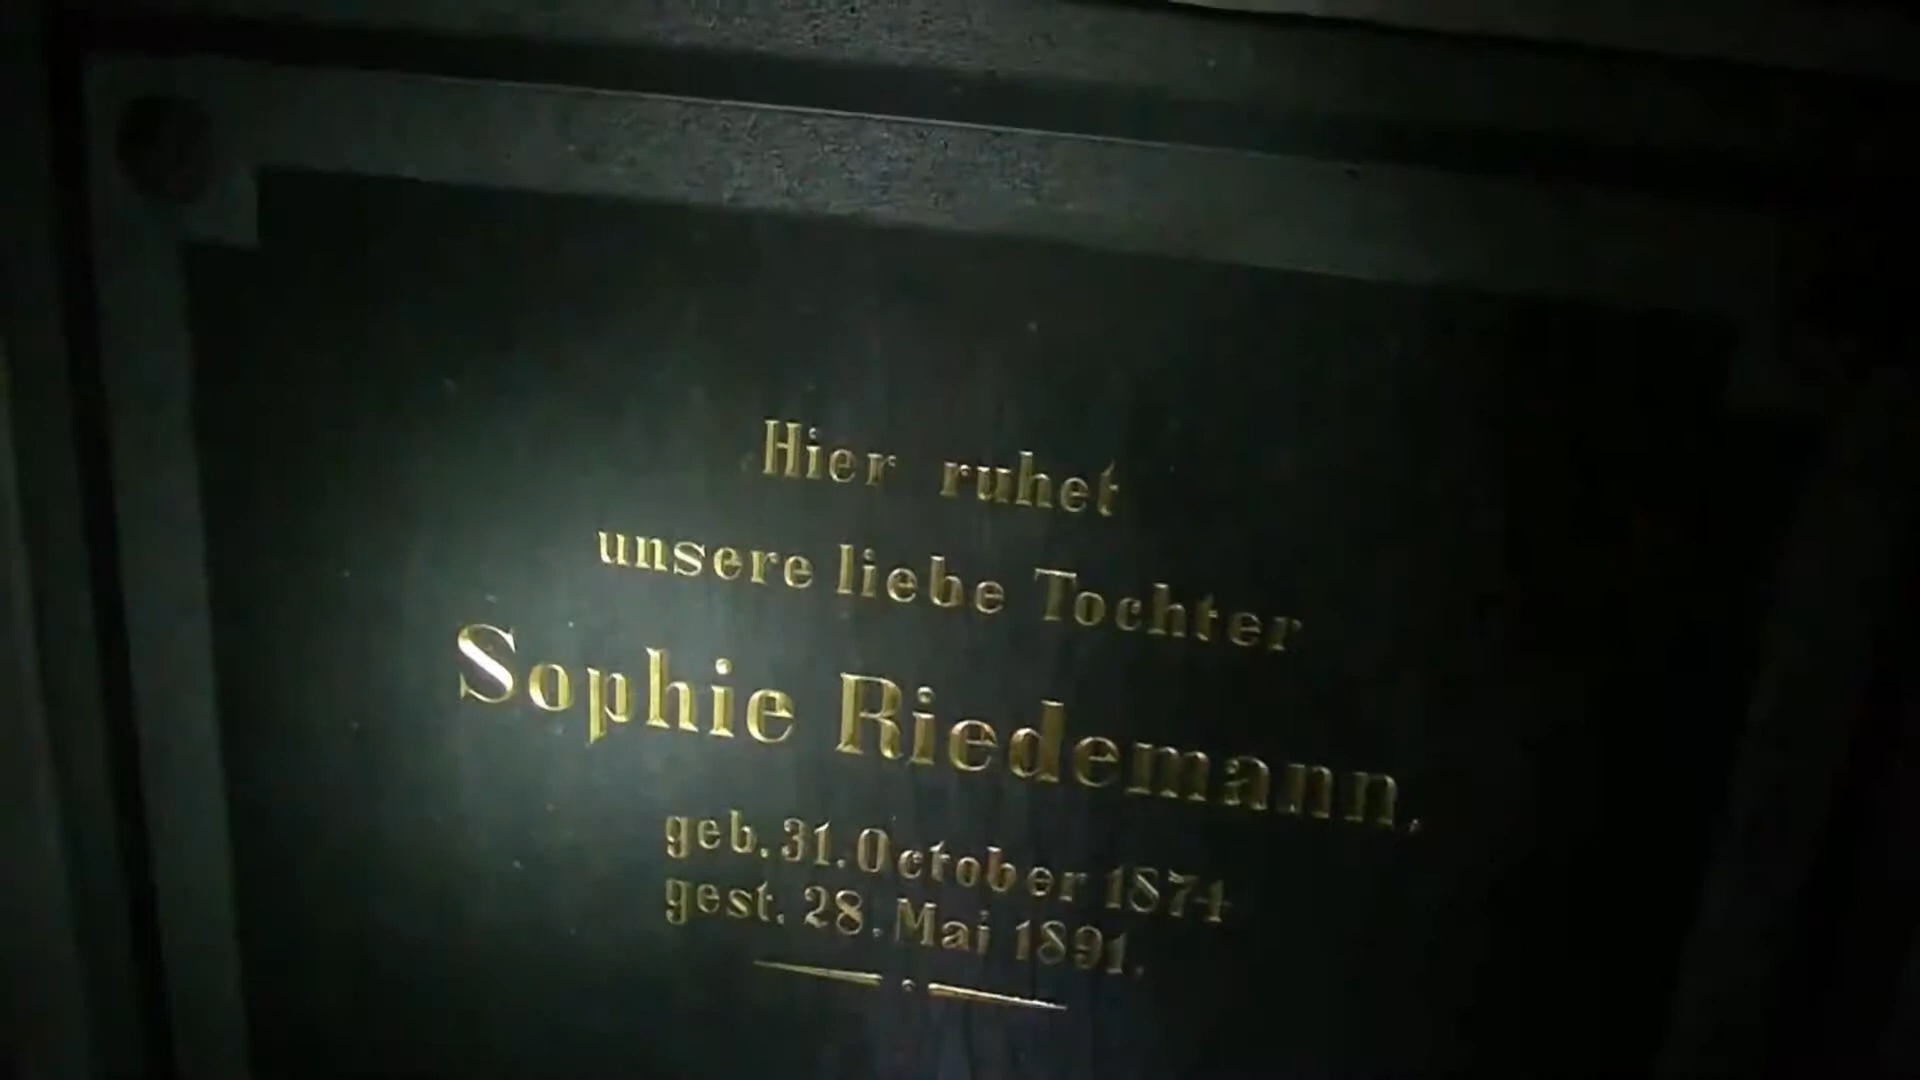 Hier ruhet
unsere liebe Tochter
Sophie Riedemann.
geb. 31. October 1874
gest. 28. Mai 1891.